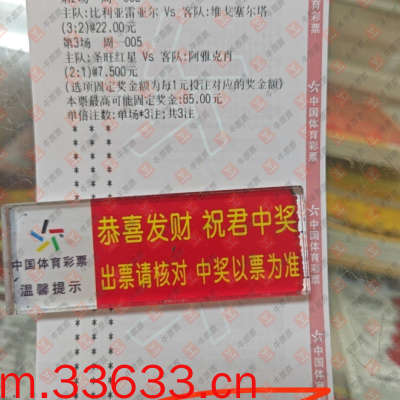 主队:比利亚雷亚尔 Vs 客队:维戈塞尔塔
(3:2)@22.00元
第3场 周一005
主队:圣旺红星 Vs 客队:阿雅克肖
(2:1)@7.500元
(选项固定奖金额为每1元投注对应的奖金额)
本票最高可能固定奖金:85.00元
单倍注数:单场*3注;共3注
中国体育彩票
恭喜发财 祝君中奖
中国体育彩票
温馨提示
出票请核对 中奖以票为准
中国体育彩票
中国体育
m.33633.cn